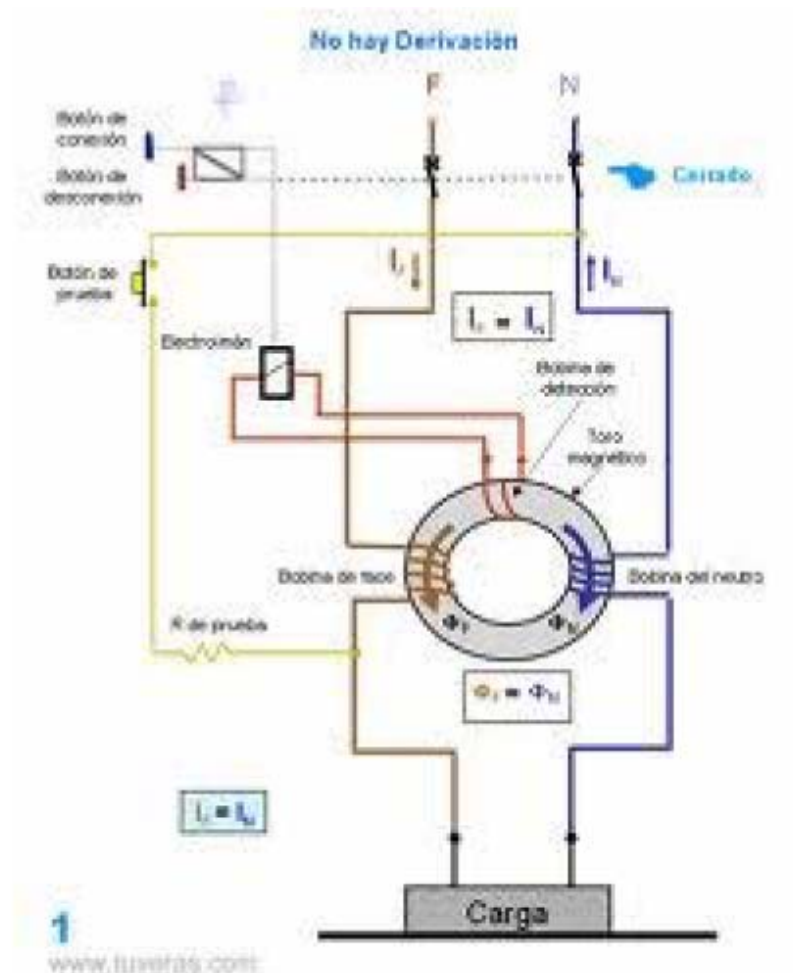 No hay Derivación
F N
Botón de
conexión
Botón de
desconexión
Cerrado
Botón de
prueba
I_F I_N
I_F = I_N
Electroimán
Bobina de
detección
Toro
magnético
Bobina de fase
Bobina del neutro
R de prueba
Φ_F Φ_N
Φ_F = Φ_N
I_F = I_N
Carga
1
www.tuveras.com